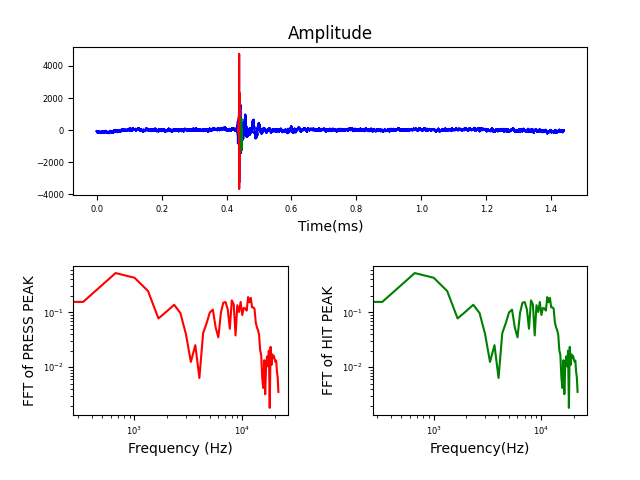 Amplitude
4000
2000
0
−2000
−4000
0.0 0.2 0.4 0.6 0.8 1.0 1.2 1.4
Time(ms)
FFT of PRESS PEAK
10⁻¹
10⁻²
10³ 10⁴
Frequency (Hz)
FFT of HIT PEAK
10⁻¹
10⁻²
10³ 10⁴
Frequency(Hz)